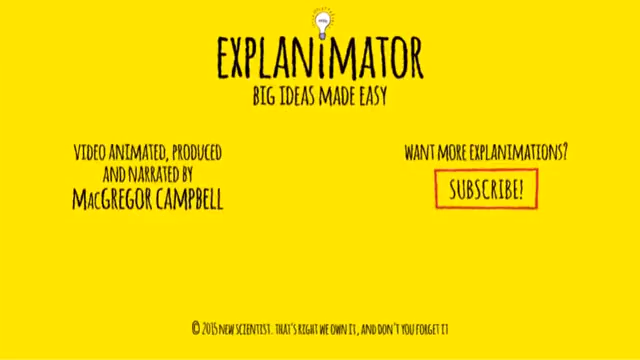 EXPLANiMATOR
BIG IDEAS MADE EASY
VIDEO ANIMATED, PRODUCED
AND NARRATED BY
MACGREGOR CAMPBELL
WANT MORE EXPLANIMATIONS?
SUBSCRIBE!
© 2015 NEW SCIENTIST. THAT'S RIGHT WE OWN IT, AND DON'T YOU FORGET IT